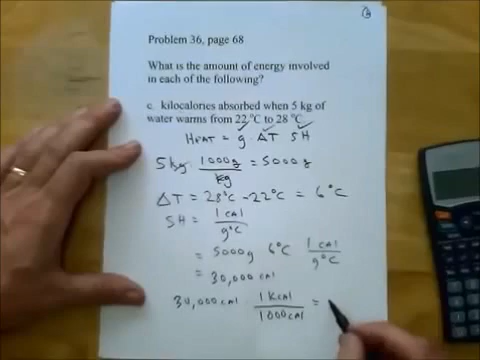 Problem 36, page 68
What is the amount of energy involved
in each of the following?
c. kilocalories absorbed when 5 kg of
water warms from 22 °C to 28 °C.
HEAT = g · ΔT SH
5 kg · 1000g / kg = 5000 g
ΔT = 28°C - 22°C = 6°C
SH = 1 cal / g°C
= 5000g 6°C 1 cal / g°C
= 30,000 cal
30,000 cal · 1 kcal / 1000 cal =